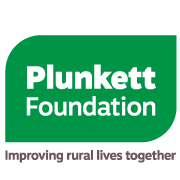 Plunkett
Foundation
Improving rural lives together